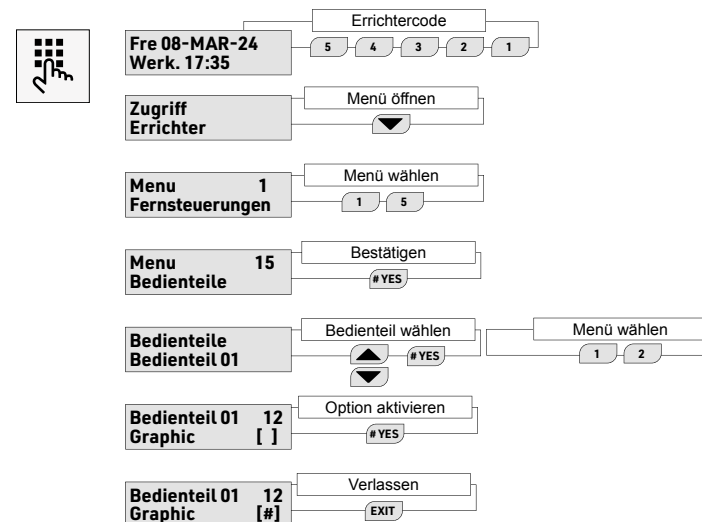 Errichtercode
Fre 08-MAR-24
Werk. 17:35
5 4 3 2 1
Menü öffnen
Zugriff
Errichter
Menü wählen
Menu 1
Fernsteuerungen
1 5
Bestätigen
Menu 15
Bedienteile
# YES
Bedienteil wählen
Menü wählen
Bedienteile
Bedienteil 01
# YES
1 2
Option aktivieren
Bedienteil 01 12
Graphic [ ]
# YES
Verlassen
Bedienteil 01 12
Graphic [#]
EXIT